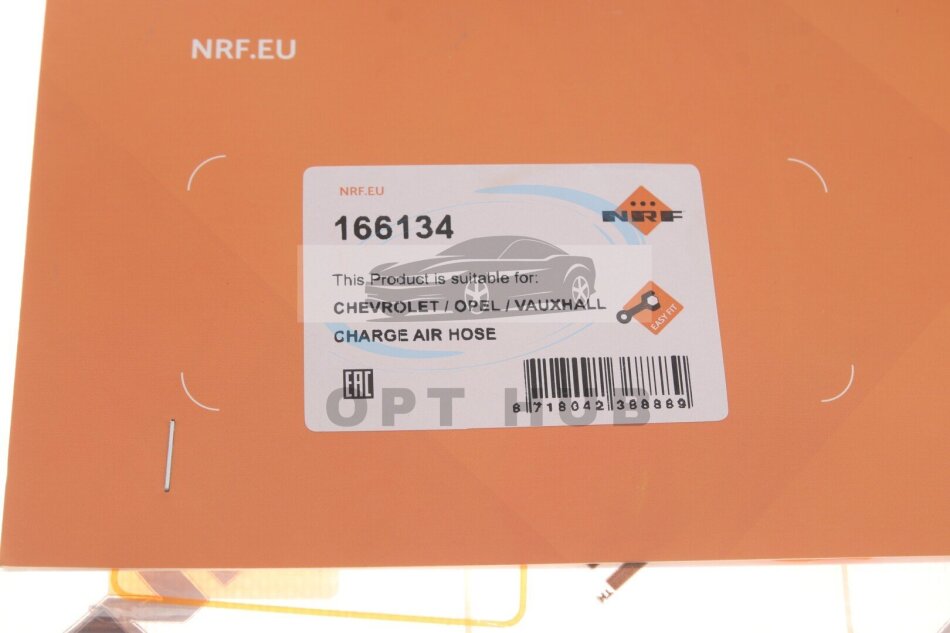 NRF.EU
NRF.EU
NRF
166134
This Product is suitable for:
CHEVROLET / OPEL / VAUXHALL
EASY FIT
CHARGE AIR HOSE
EAC
OPT HUB
8 718042 388889